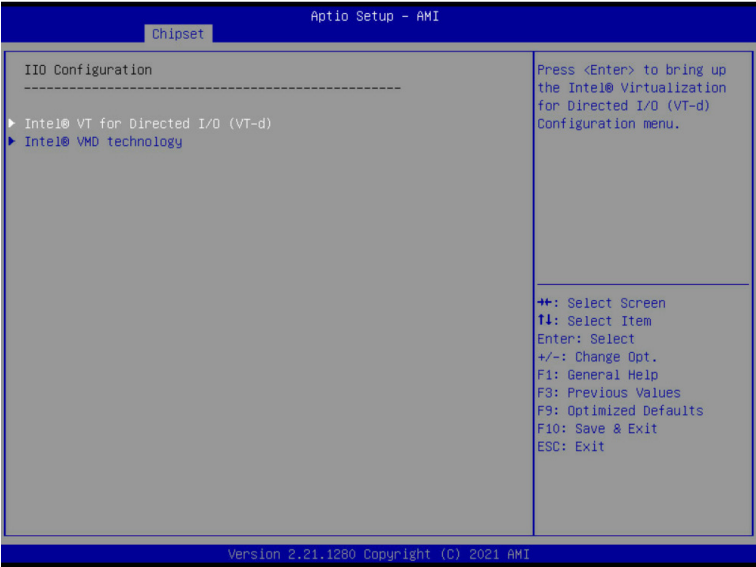 Aptio Setup – AMI
Chipset
IIO Configuration
--------------------------------------------------
▶ Intel® VT for Directed I/O (VT-d)
▶ Intel® VMD technology
Press <Enter> to bring up
the Intel® Virtualization
for Directed I/O (VT-d)
Configuration menu.
→←: Select Screen
↑↓: Select Item
Enter: Select
+/-: Change Opt.
F1: General Help
F3: Previous Values
F9: Optimized Defaults
F10: Save & Exit
ESC: Exit
Version 2.21.1280 Copyright (C) 2021 AMI